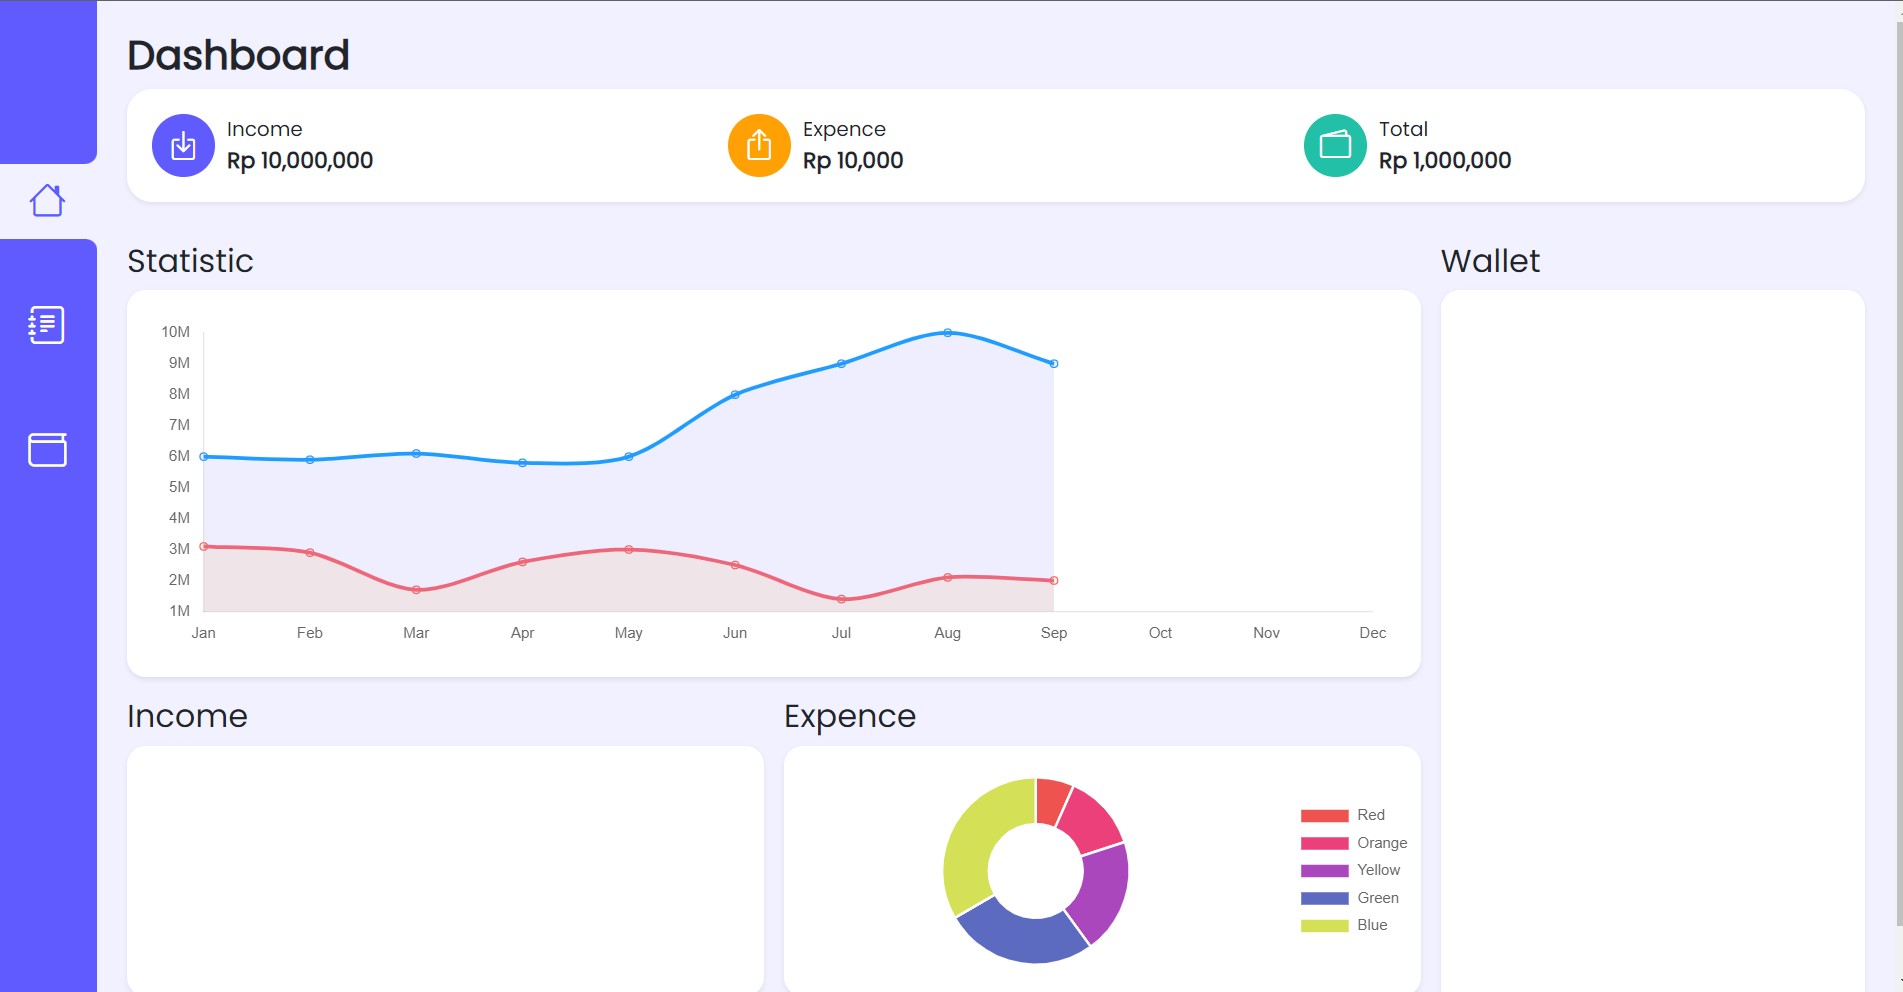 Dashboard
Income
Rp 10,000,000
Expence
Rp 10,000
Total
Rp 1,000,000
Statistic
10M
9M
8M
7M
6M
5M
4M
3M
2M
1M
Jan Feb Mar Apr May Jun Jul Aug Sep Oct Nov Dec
Wallet
Income
Expence
Red
Orange
Yellow
Green
Blue